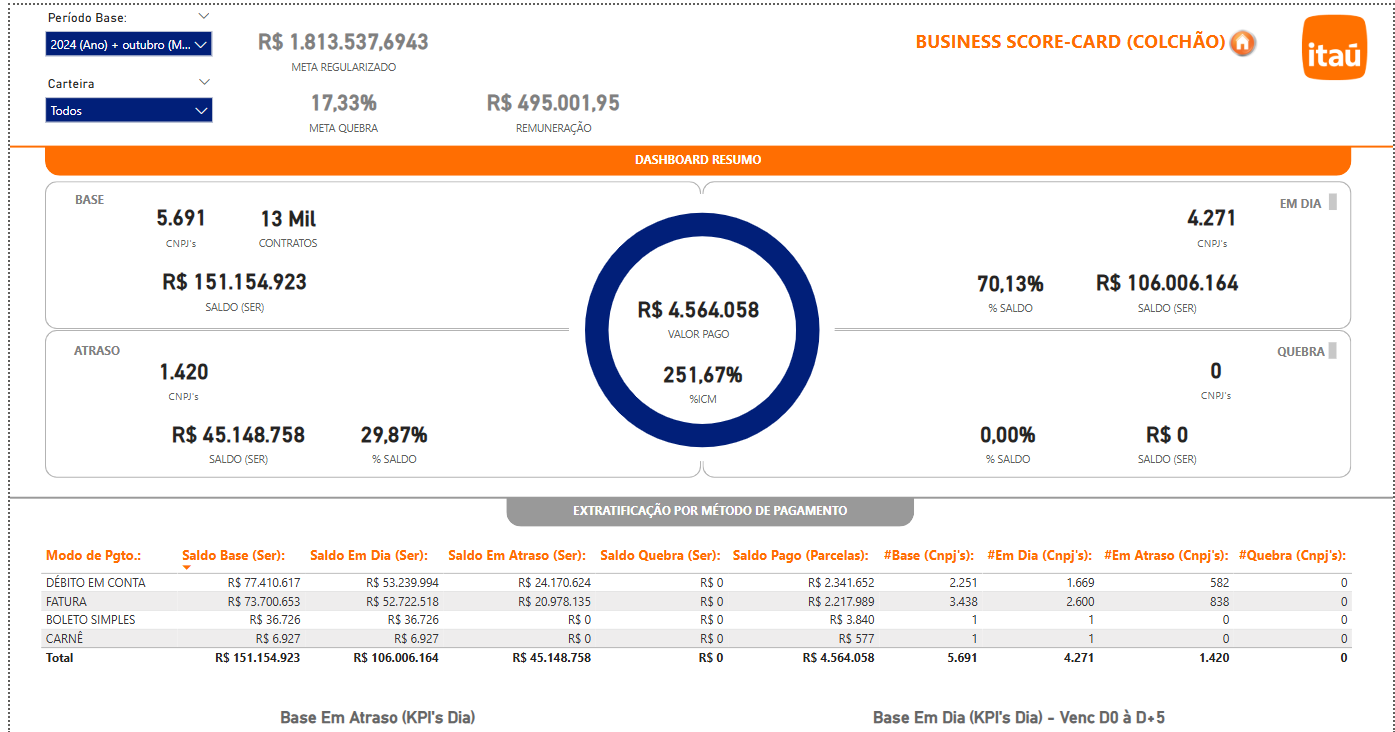 Período Base:
2024 (Ano) + outubro (M...
R$ 1.813.537,6943
META REGULARIZADO
BUSINESS SCORE-CARD (COLCHÃO)
itaú
Carteira
Todos
17,33%
META QUEBRA
R$ 495.001,95
REMUNERAÇÃO
DASHBOARD RESUMO
BASE
5.691
CNPJ's
13 Mil
CONTRATOS
R$ 151.154.923
SALDO (SER)
EM DIA
4.271
CNPJ's
70,13%
% SALDO
R$ 106.006.164
SALDO (SER)
R$ 4.564.058
VALOR PAGO
251,67%
%ICM
ATRASO
1.420
CNPJ's
R$ 45.148.758
SALDO (SER)
29,87%
% SALDO
QUEBRA
0
CNPJ's
0,00%
% SALDO
R$ 0
SALDO (SER)
EXTRATIFICAÇÃO POR MÉTODO DE PAGAMENTO
Modo de Pgto.: Saldo Base (Ser): Saldo Em Dia (Ser): Saldo Em Atraso (Ser): Saldo Quebra (Ser): Saldo Pago (Parcelas): #Base (Cnpj's): #Em Dia (Cnpj's): #Em Atraso (Cnpj's): #Quebra (Cnpj's):
DÉBITO EM CONTA R$ 77.410.617 R$ 53.239.994 R$ 24.170.624 R$ 0 R$ 2.341.652 2.251 1.669 582 0
FATURA R$ 73.700.653 R$ 52.722.518 R$ 20.978.135 R$ 0 R$ 2.217.989 3.438 2.600 838 0
BOLETO SIMPLES R$ 36.726 R$ 36.726 R$ 0 R$ 0 R$ 3.840 1 1 0 0
CARNÊ R$ 6.927 R$ 6.927 R$ 0 R$ 0 R$ 577 1 1 0 0
Total R$ 151.154.923 R$ 106.006.164 R$ 45.148.758 R$ 0 R$ 4.564.058 5.691 4.271 1.420 0
Base Em Atraso (KPI's Dia)
Base Em Dia (KPI's Dia) - Venc D0 à D+5